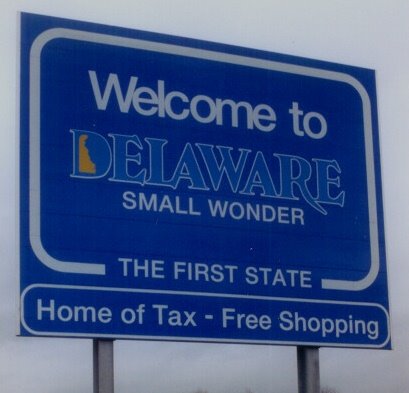 Welcome to
DELAWARE
SMALL WONDER
THE FIRST STATE
Home of Tax - Free Shopping